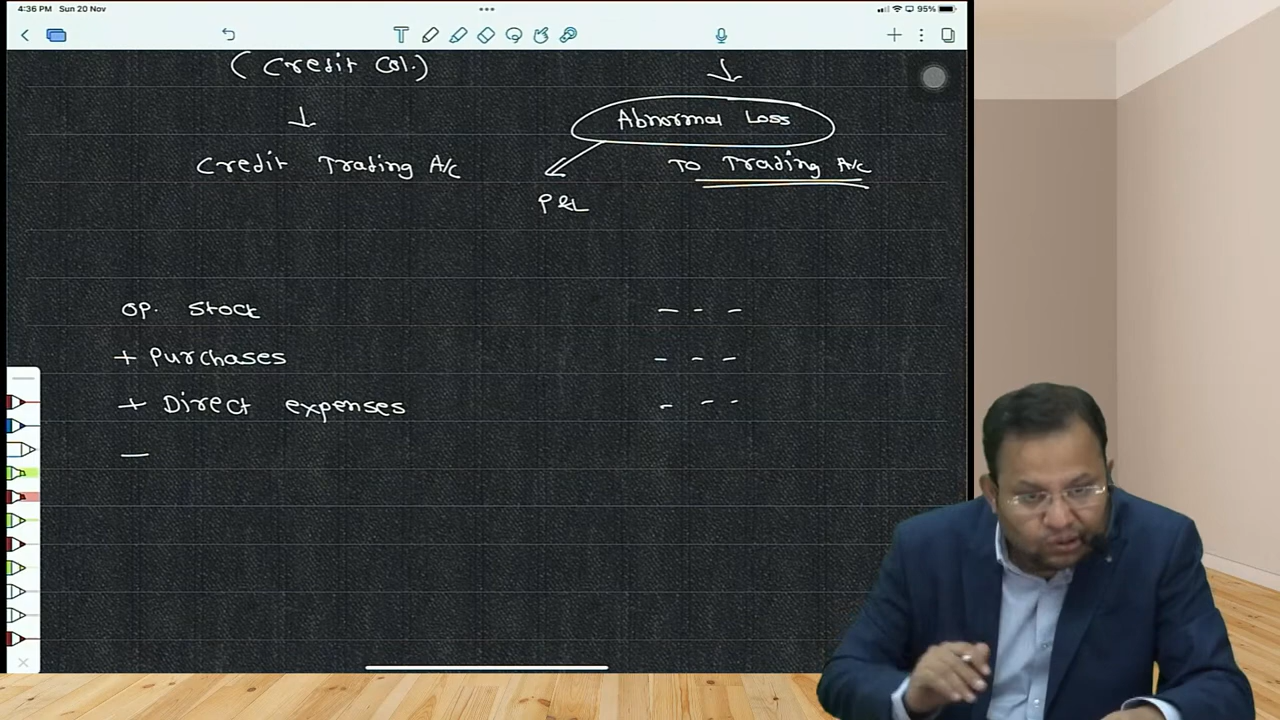 4:36 PM Sun 20 Nov
95%
T
(Credit Col.)
Abnormal Loss
Credit Trading A/c
To Trading A/c
P&L
OP. Stock - - -
+ Purchases - - -
+ Direct expenses - - -
—